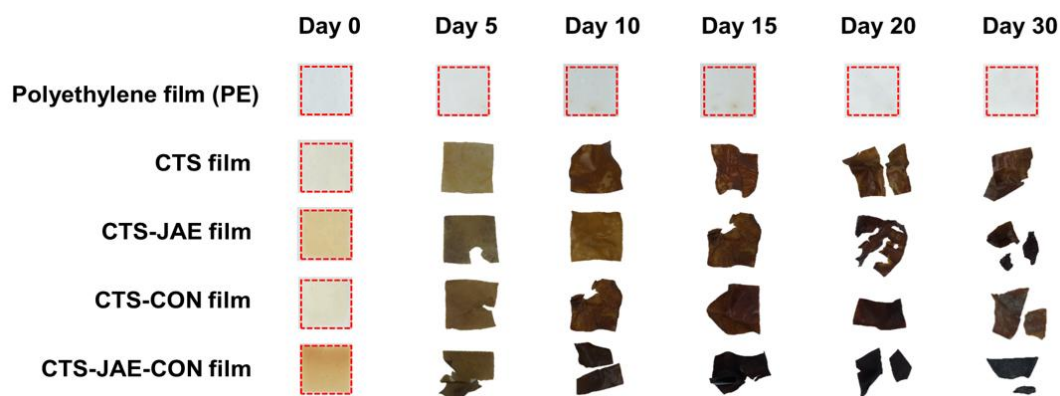 Day 0 Day 5 Day 10 Day 15 Day 20 Day 30
Polyethylene film (PE)
CTS film
CTS-JAE film
CTS-CON film
CTS-JAE-CON film